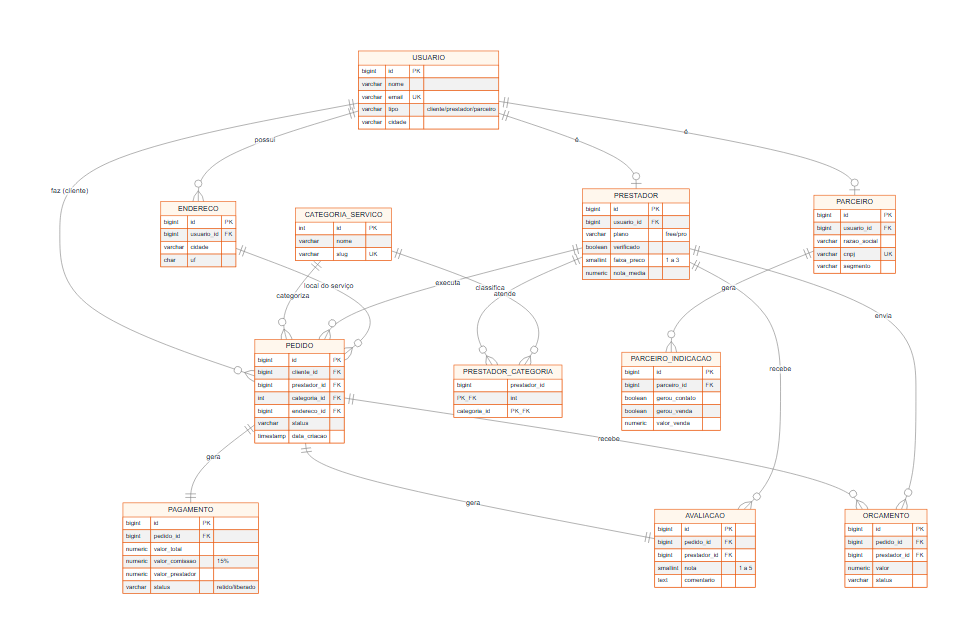 USUARIO
bigint id PK
varchar nome
varchar email UK
varchar tipo cliente/prestador/parceiro
varchar cidade
possui
é
é
faz (cliente)
ENDERECO
bigint id PK
bigint usuario_id FK
varchar cidade
char uf
CATEGORIA_SERVICO
int id PK
varchar nome
varchar slug UK
PRESTADOR
bigint id PK
bigint usuario_id FK
varchar plano free/pro
boolean verificado
smallint faixa_preco 1 a 3
numeric nota_media
PARCEIRO
bigint id PK
bigint usuario_id FK
varchar razao_social
varchar cnpj UK
varchar segmento
local do serviço
categoriza
executa
classifica
atende
gera
envia
recebe
PEDIDO
bigint id PK
bigint cliente_id FK
bigint prestador_id FK
int categoria_id FK
bigint endereco_id FK
varchar status
timestamp data_criacao
PRESTADOR_CATEGORIA
bigint prestador_id
PK_FK int
categoria_id PK_FK
PARCEIRO_INDICACAO
bigint id PK
bigint parceiro_id FK
boolean gerou_contato
boolean gerou_venda
numeric valor_venda
recebe
gera
gera
PAGAMENTO
bigint id PK
bigint pedido_id FK
numeric valor_total
numeric valor_comissao 15%
numeric valor_prestador
varchar status retido/liberado
AVALIACAO
bigint id PK
bigint pedido_id FK
bigint prestador_id FK
smallint nota 1 a 5
text comentario
ORCAMENTO
bigint id PK
bigint pedido_id FK
bigint prestador_id FK
numeric valor
varchar status